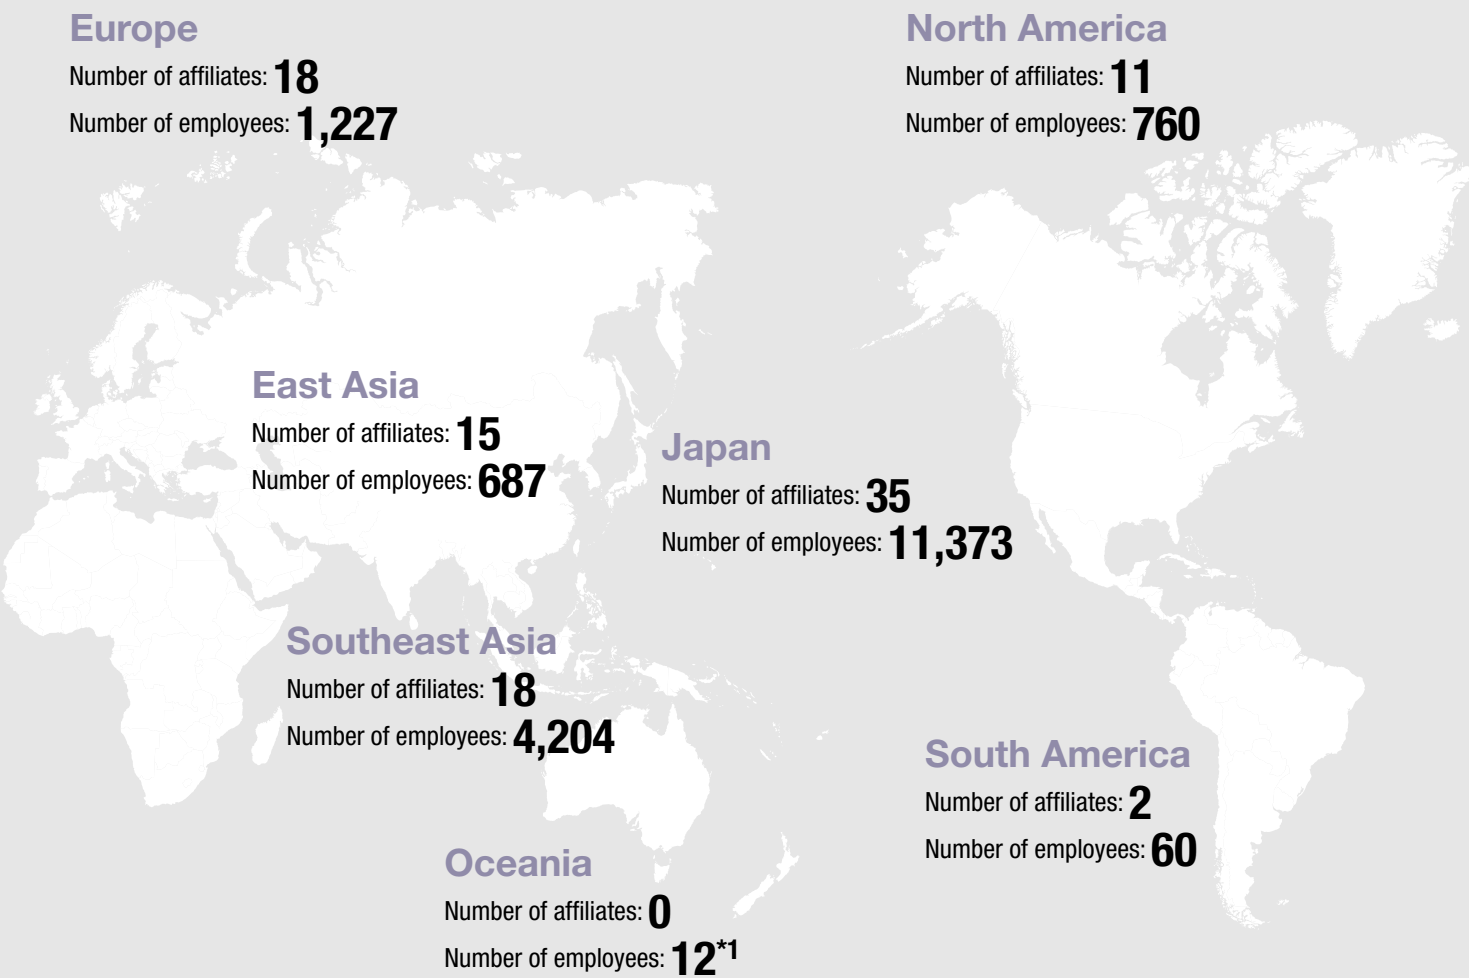 Europe
Number of affiliates: 18
Number of employees: 1,227
North America
Number of affiliates: 11
Number of employees: 760
East Asia
Number of affiliates: 15
Number of employees: 687
Japan
Number of affiliates: 35
Number of employees: 11,373
Southeast Asia
Number of affiliates: 18
Number of employees: 4,204
South America
Number of affiliates: 2
Number of employees: 60
Oceania
Number of affiliates: 0
Number of employees: 12*1